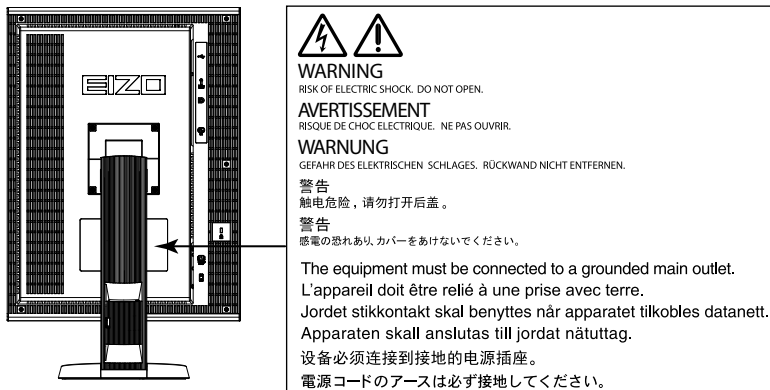 EIZO
WARNING
RISK OF ELECTRIC SHOCK. DO NOT OPEN.
AVERTISSEMENT
RISQUE DE CHOC ELECTRIQUE. NE PAS OUVRIR.
WARNUNG
GEFAHR DES ELEKTRISCHEN SCHLAGES. RÜCKWAND NICHT ENTFERNEN.
警告
触电危险，请勿打开后盖。
警告
感電の恐れあり、カバーをあけないでください。
The equipment must be connected to a grounded main outlet.
L'appareil doit être relié à une prise avec terre.
Jordet stikkontakt skal benyttes når apparatet tilkobles datanett.
Apparaten skall anslutas till jordat nätuttag.
设备必须连接到接地的电源插座。
電源コードのアースは必ず接地してください。